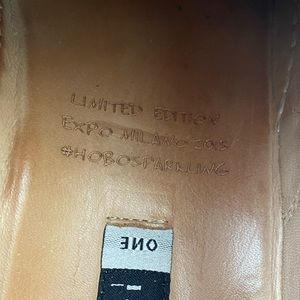 LIMITED EDITION
EXPO MILANO 2015
#HOBOSPARKLING
ONE